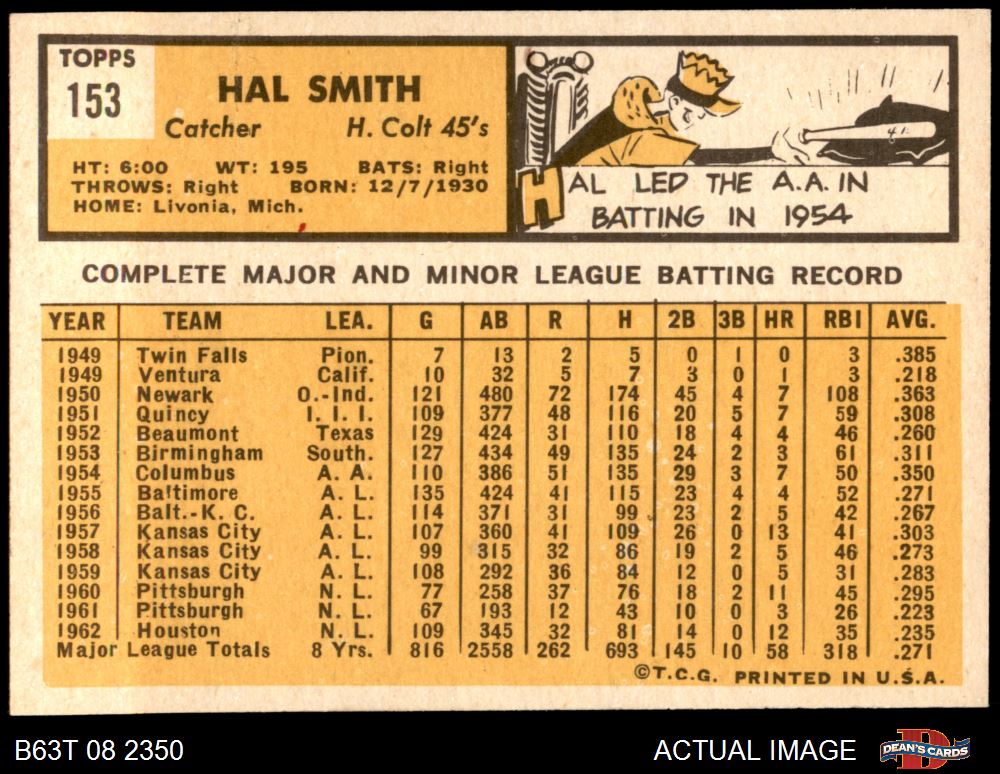 TOPPS
153
HAL SMITH
Catcher H. Colt 45's
HT: 6:00 WT: 195 BATS: Right
THROWS: Right BORN: 12/7/1930
HOME: Livonia, Mich.
HAL LED THE A.A. IN
BATTING IN 1954
COMPLETE MAJOR AND MINOR LEAGUE BATTING RECORD
YEAR TEAM LEA. G AB R H 2B 3B HR RBI AVG.
1949 Twin Falls Pion. 7 13 2 5 0 1 0 3 .385
1949 Ventura Calif. 10 32 5 7 3 0 1 3 .218
1950 Newark O.-Ind. 121 480 72 174 45 4 7 108 .363
1951 Quincy I. I. I. 109 377 48 116 20 5 7 59 .308
1952 Beaumont Texas 129 424 31 110 18 4 4 46 .260
1953 Birmingham South. 127 434 49 135 24 2 3 61 .311
1954 Columbus A. A. 110 386 51 135 29 3 7 50 .350
1955 Baltimore A. L. 135 424 41 115 23 4 4 52 .271
1956 Balt.-K. C. A. L. 114 371 31 99 23 2 5 42 .267
1957 Kansas City A. L. 107 360 41 109 26 0 13 41 .303
1958 Kansas City A. L. 99 315 32 86 19 2 5 46 .273
1959 Kansas City A. L. 108 292 36 84 12 0 5 31 .283
1960 Pittsburgh N. L. 77 258 37 76 18 2 11 45 .295
1961 Pittsburgh N. L. 67 193 12 43 10 0 3 26 .223
1962 Houston N. L. 109 345 32 81 14 0 12 35 .235
Major League Totals 8 Yrs. 816 2558 262 693 145 10 58 318 .271
©T.C.G. PRINTED IN U.S.A.
B63T 08 2350 ACTUAL IMAGE DEAN'S CARDS